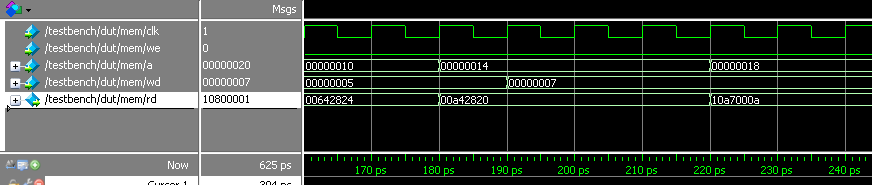 Msgs
/testbench/dut/mem/clk 1
/testbench/dut/mem/we 0
/testbench/dut/mem/a 00000020 00000010 00000014 00000018
/testbench/dut/mem/wd 00000007 00000005 00000007
/testbench/dut/mem/rd 10800001 00642824 00a42820 10a7000a
Now 625 ps 170 ps 180 ps 190 ps 200 ps 210 ps 220 ps 230 ps 240 ps
Cursor 1 204 ps